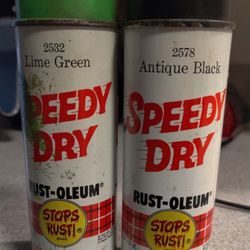 2532
Lime Green
SPEEDY
DRY
RUST-OLEUM®
STOPS
RUST!®
2578
Antique Black
SPEEDY
DRY
RUST-OLEUM®
STOPS
RUST!®